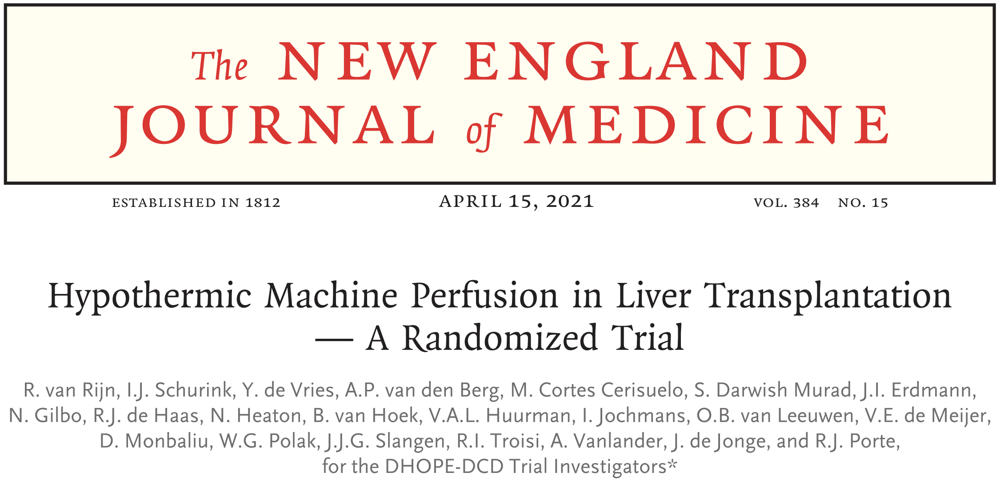 The NEW ENGLAND
JOURNAL of MEDICINE
ESTABLISHED IN 1812 APRIL 15, 2021 VOL. 384 NO. 15
Hypothermic Machine Perfusion in Liver Transplantation
— A Randomized Trial
R. van Rijn, I.J. Schurink, Y. de Vries, A.P. van den Berg, M. Cortes Cerisuelo, S. Darwish Murad, J.I. Erdmann,
N. Gilbo, R.J. de Haas, N. Heaton, B. van Hoek, V.A.L. Huurman, I. Jochmans, O.B. van Leeuwen, V.E. de Meijer,
D. Monbaliu, W.G. Polak, J.J.G. Slangen, R.I. Troisi, A. Vanlander, J. de Jonge, and R.J. Porte,
for the DHOPE-DCD Trial Investigators*